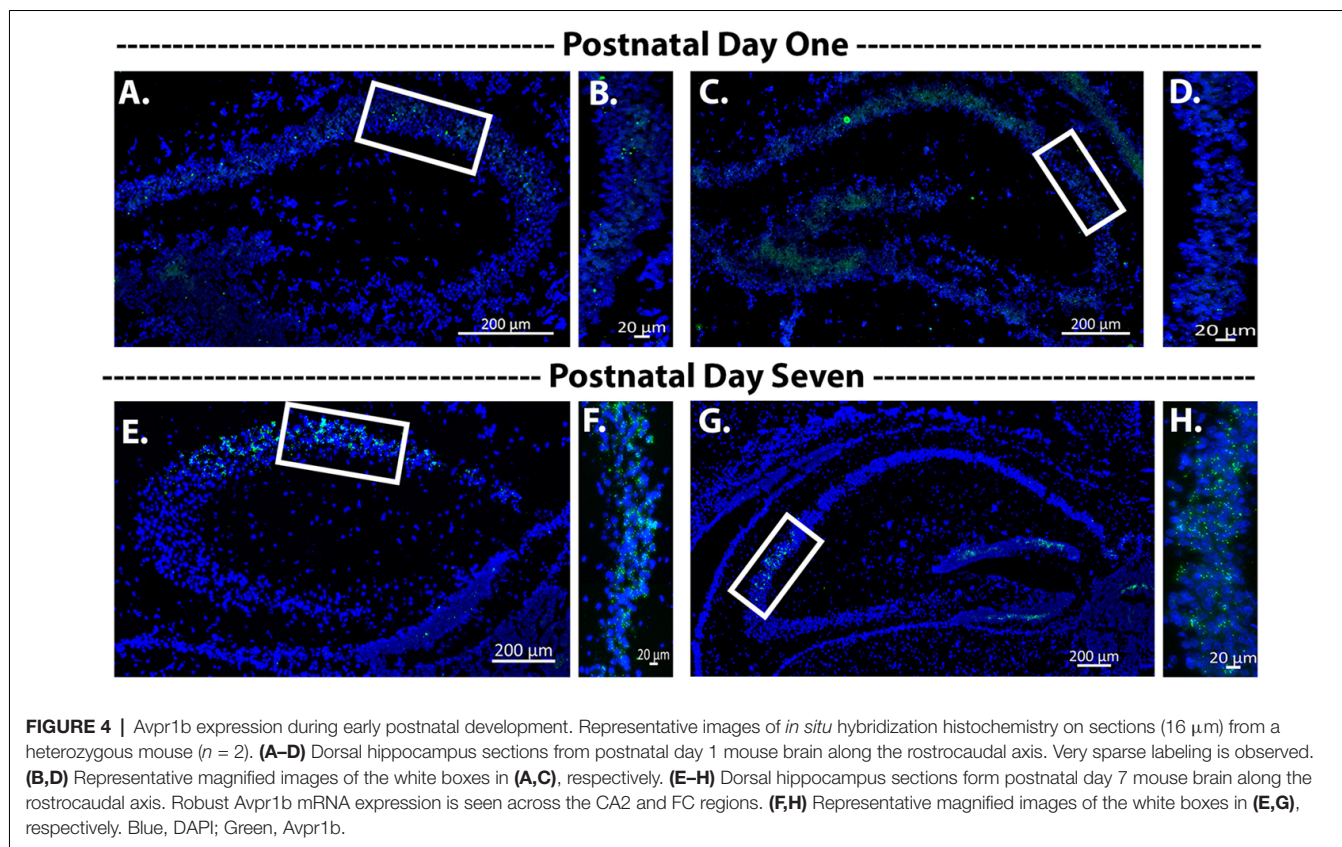 Postnatal Day One
A.
B.
C.
D.
200 µm
20 µm
200 µm
20 µm
Postnatal Day Seven
E.
F.
G.
H.
200 µm
20 µm
200 µm
20 µm
FIGURE 4 | Avpr1b expression during early postnatal development. Representative images of in situ hybridization histochemistry on sections (16 µm) from a
heterozygous mouse (n = 2). (A–D) Dorsal hippocampus sections from postnatal day 1 mouse brain along the rostrocaudal axis. Very sparse labeling is observed.
(B,D) Representative magnified images of the white boxes in (A,C), respectively. (E–H) Dorsal hippocampus sections form postnatal day 7 mouse brain along the
rostrocaudal axis. Robust Avpr1b mRNA expression is seen across the CA2 and FC regions. (F,H) Representative magnified images of the white boxes in (E,G),
respectively. Blue, DAPI; Green, Avpr1b.